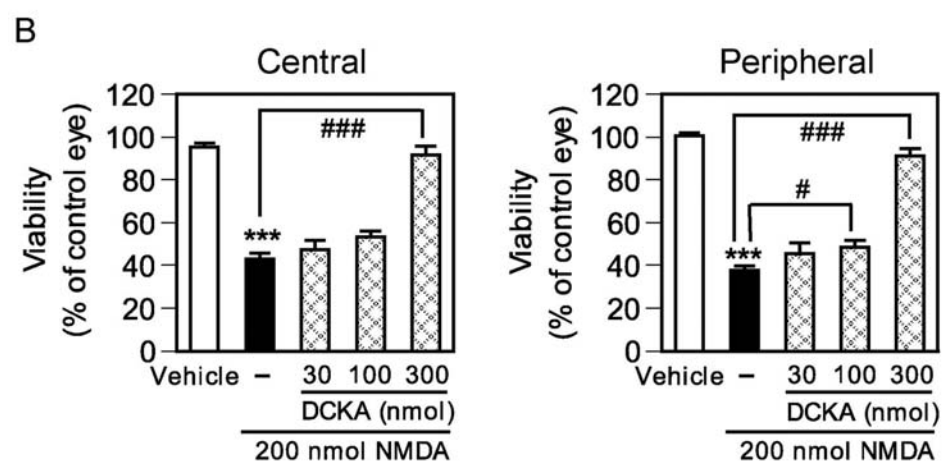 B
Central
Viability
(% of control eye)
120
100
80
60
40
20
0
###
***
Vehicle – 30 100 300
DCKA (nmol)
200 nmol NMDA
Peripheral
Viability
(% of control eye)
120
100
80
60
40
20
0
###
#
***
Vehicle – 30 100 300
DCKA (nmol)
200 nmol NMDA